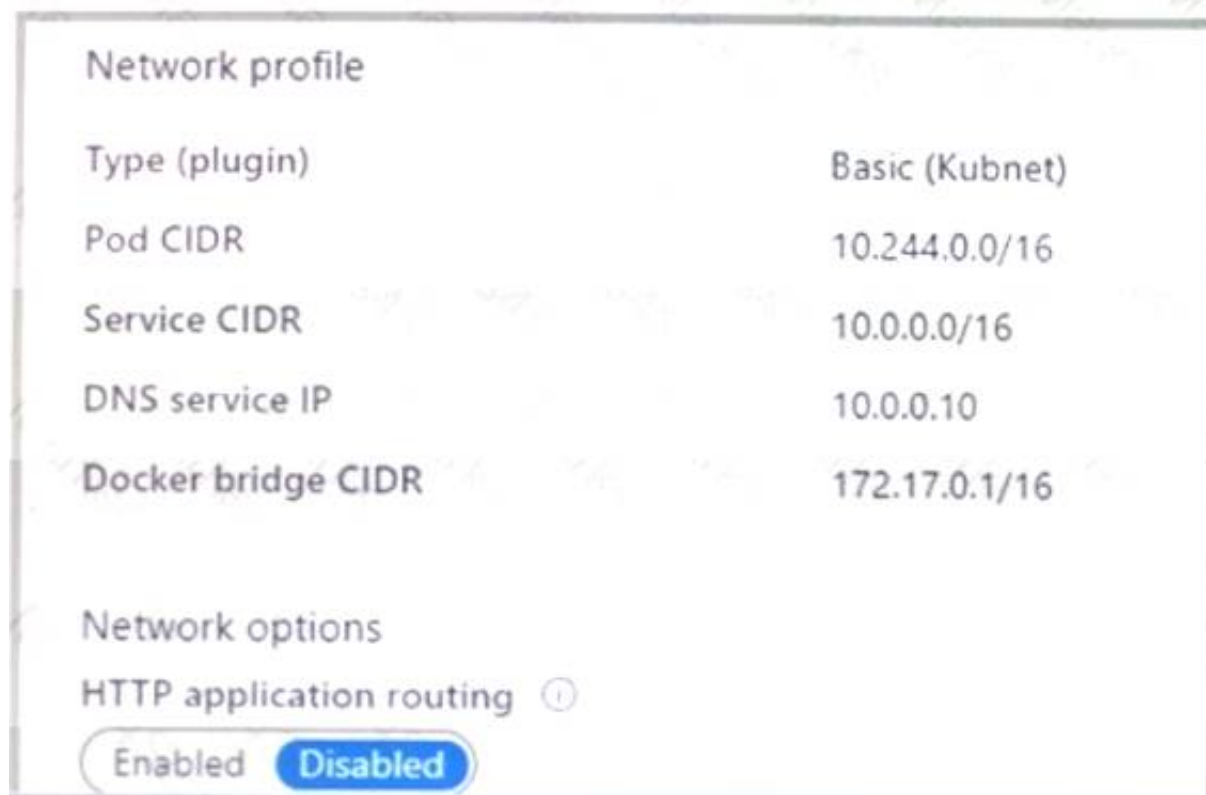 Network profile
Type (plugin) Basic (Kubnet)
Pod CIDR 10.244.0.0/16
Service CIDR 10.0.0.0/16
DNS service IP 10.0.0.10
Docker bridge CIDR 172.17.0.1/16
Network options
HTTP application routing
Enabled Disabled